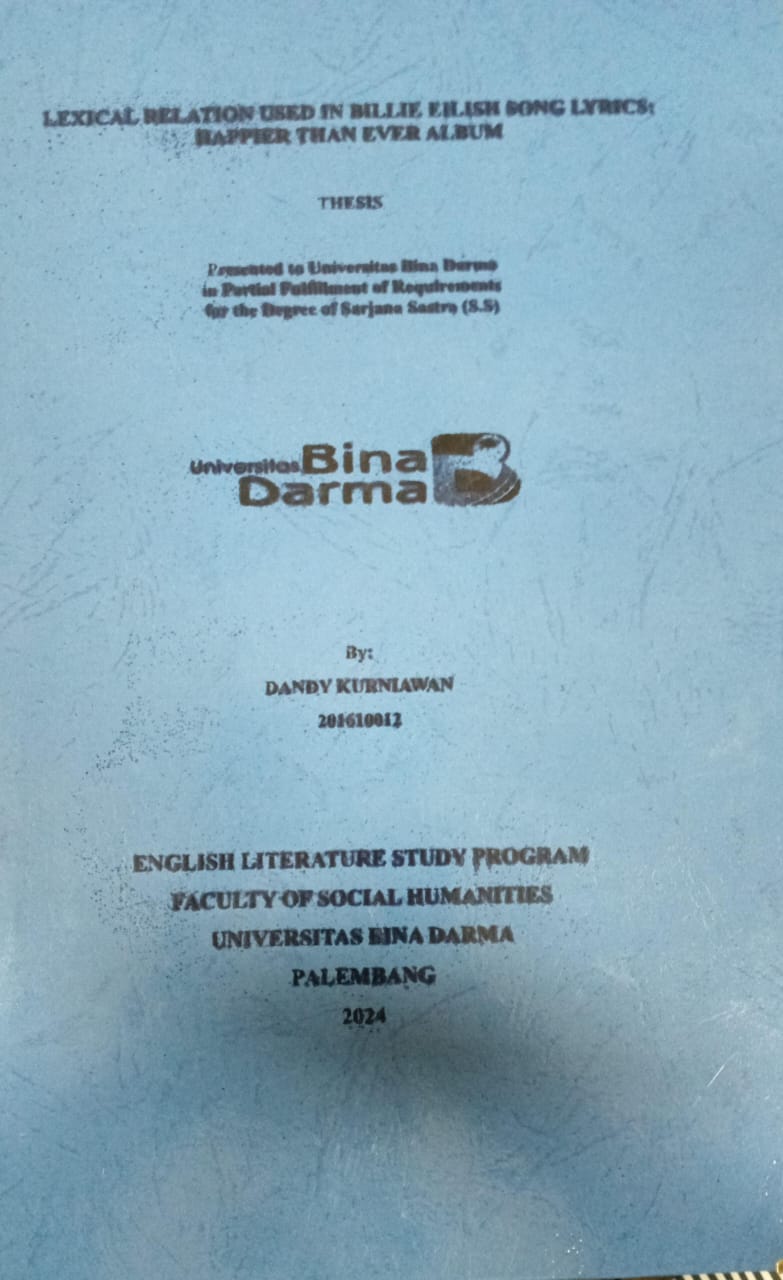 LEXICAL RELATION USED IN BILLIE EILISH SONG LYRICS:
HAPPIER THAN EVER ALBUM
THESIS
Presented to Universitas Bina Darma
in Partial Fulfillment of Requirements
for the Degree of Sarjana Sastra (S.S)
Universitas Bina
Darma
By:
DANDY KURNIAWAN
201610012
ENGLISH LITERATURE STUDY PROGRAM
FACULTY OF SOCIAL HUMANITIES
UNIVERSITAS BINA DARMA
PALEMBANG
2024